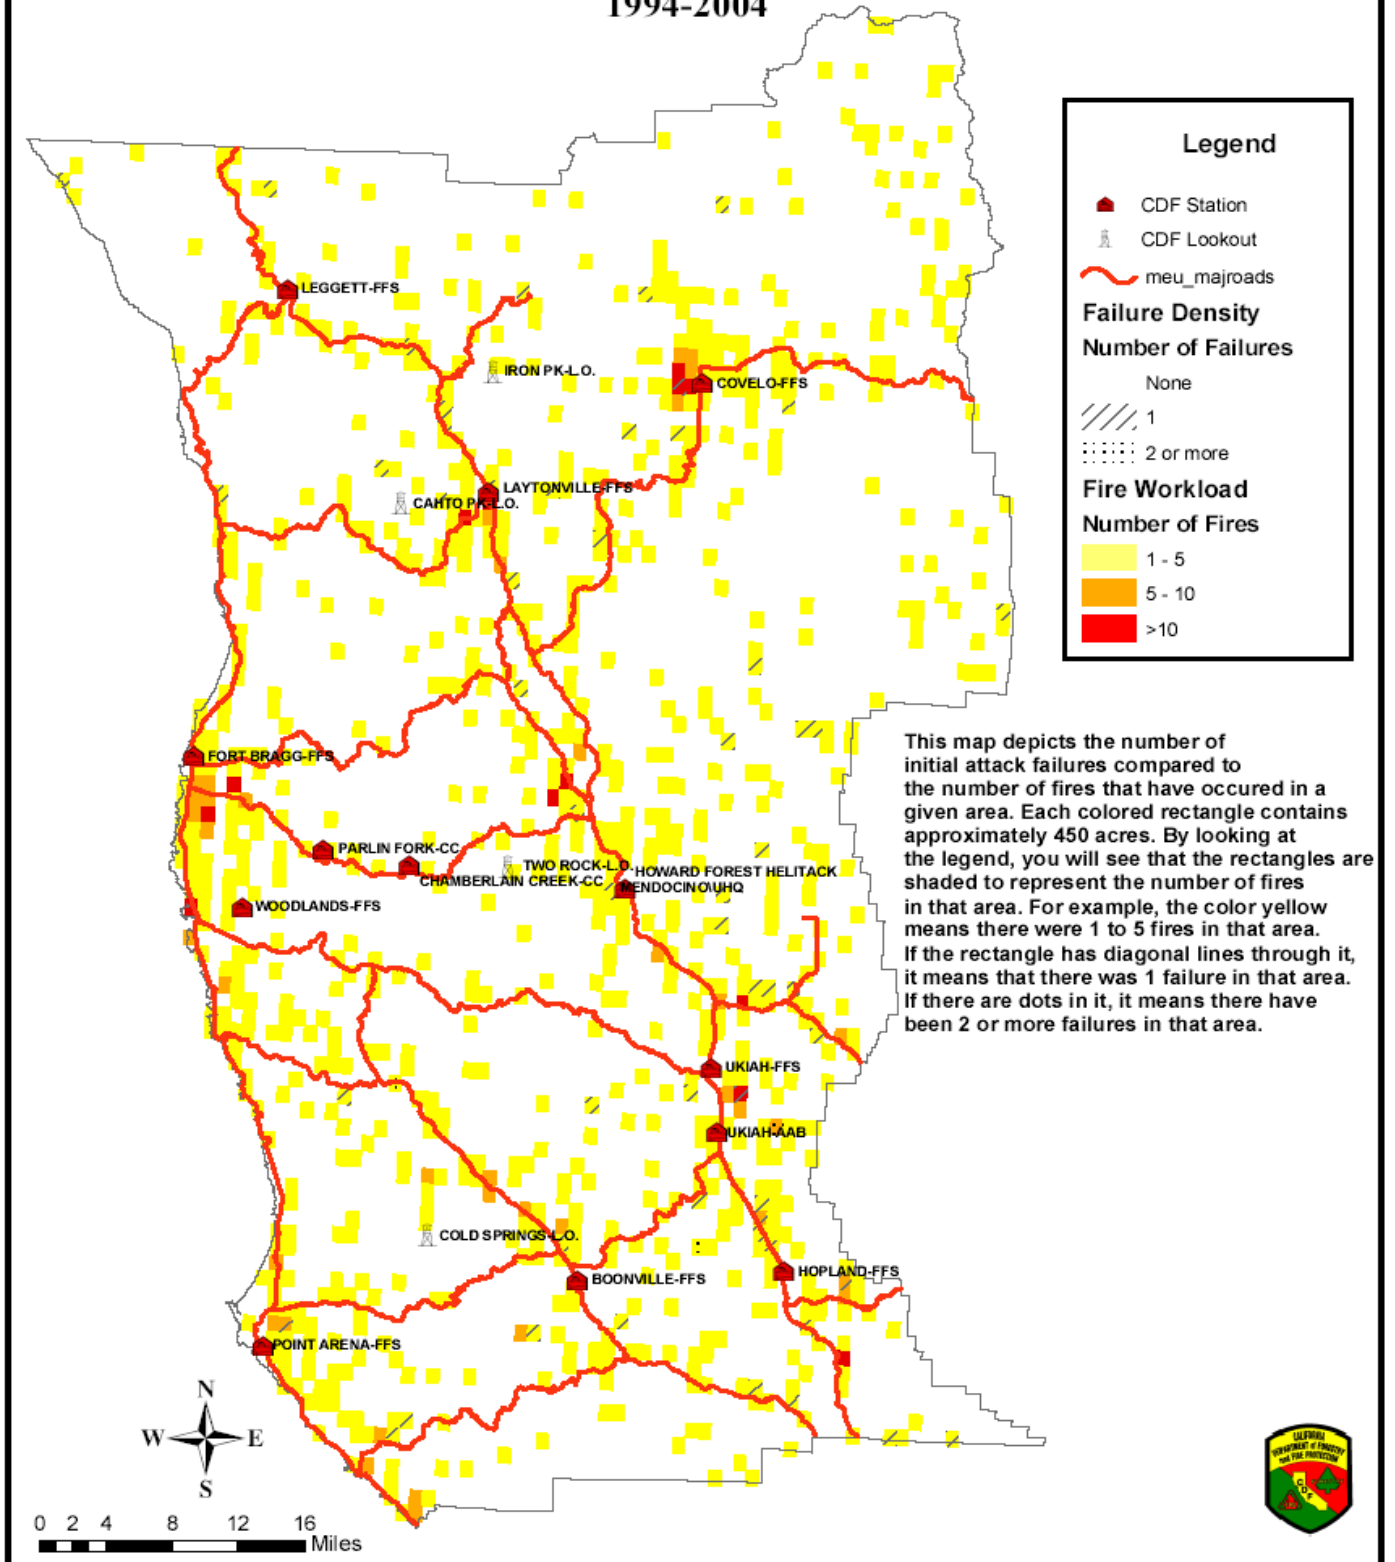 1994-2004
Legend
CDF Station
CDF Lookout
meu_majroads
Failure Density
Number of Failures
None
1
2 or more
Fire Workload
Number of Fires
1 - 5
5 - 10
>10
LEGGETT-FFS
IRON PK-L.O.
COVELO-FFS
LAYTONVILLE-FFS
CAHTO PK-L.O.
FORT BRAGG-FFS
PARLIN FORK-CC
TWO ROCK-L.O.
HOWARD FOREST HELITACK
CHAMBERLAIN CREEK-CC
MENDOCINO UHQ
WOODLANDS-FFS
UKIAH-FFS
UKIAH-AAB
COLD SPRINGS-L.O.
BOONVILLE-FFS
HOPLAND-FFS
POINT ARENA-FFS
This map depicts the number of
initial attack failures compared to
the number of fires that have occured in a
given area. Each colored rectangle contains
approximately 450 acres. By looking at
the legend, you will see that the rectangles are
shaded to represent the number of fires
in that area. For example, the color yellow
means there were 1 to 5 fires in that area.
If the rectangle has diagonal lines through it,
it means that there was 1 failure in that area.
If there are dots in it, it means there have
been 2 or more failures in that area.
N
W E
S
0 2 4 8 12 16
Miles
CALIFORNIA
DEPARTMENT of FORESTRY
and FIRE PROTECTION
C
D
F